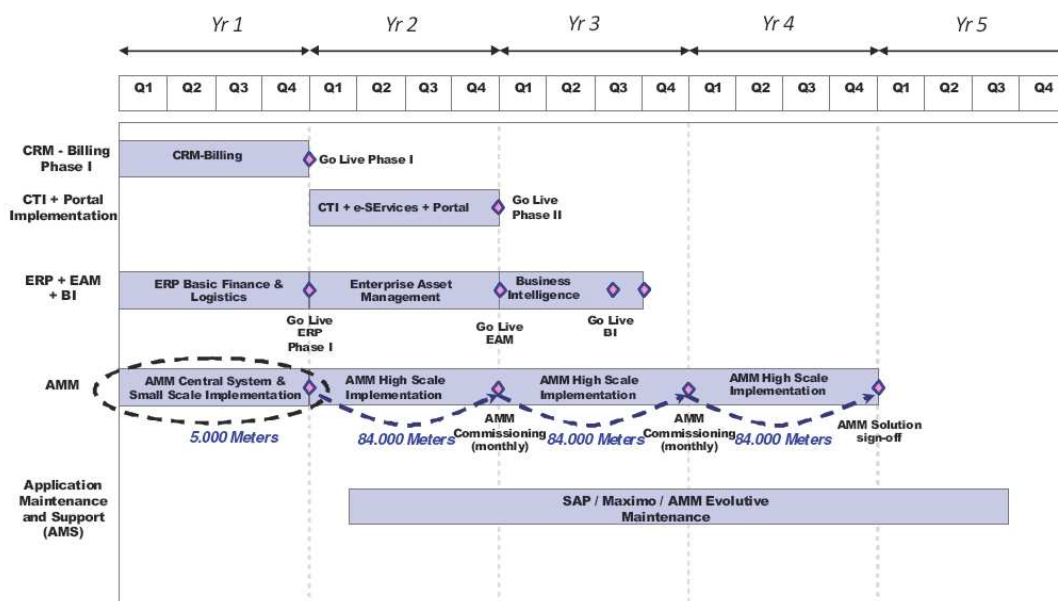 Yr 1 Yr 2 Yr 3 Yr 4 Yr 5
Q1 Q2 Q3 Q4 Q1 Q2 Q3 Q4 Q1 Q2 Q3 Q4 Q1 Q2 Q3 Q4 Q1 Q2 Q3 Q4
CRM - Billing
Phase I
CRM-Billing
Go Live Phase I
CTI + Portal
Implementation
CTI + e-SErvices + Portal
Go Live
Phase II
ERP + EAM
+ BI
ERP Basic Finance &
Logistics
Enterprise Asset
Management
Business
Intelligence
Go Live
ERP
Phase I
Go Live
EAM
Go Live
BI
AMM
AMM Central System &
Small Scale Implementation
AMM High Scale
Implementation
AMM High Scale
Implementation
AMM High Scale
Implementation
5.000 Meters
84.000 Meters
AMM
Commissioning
(monthly)
84.000 Meters
AMM
Commissioning
(monthly)
84.000 Meters
AMM Solution
sign-off
Application
Maintenance
and Support
(AMS)
SAP / Maximo / AMM Evolutive
Maintenance